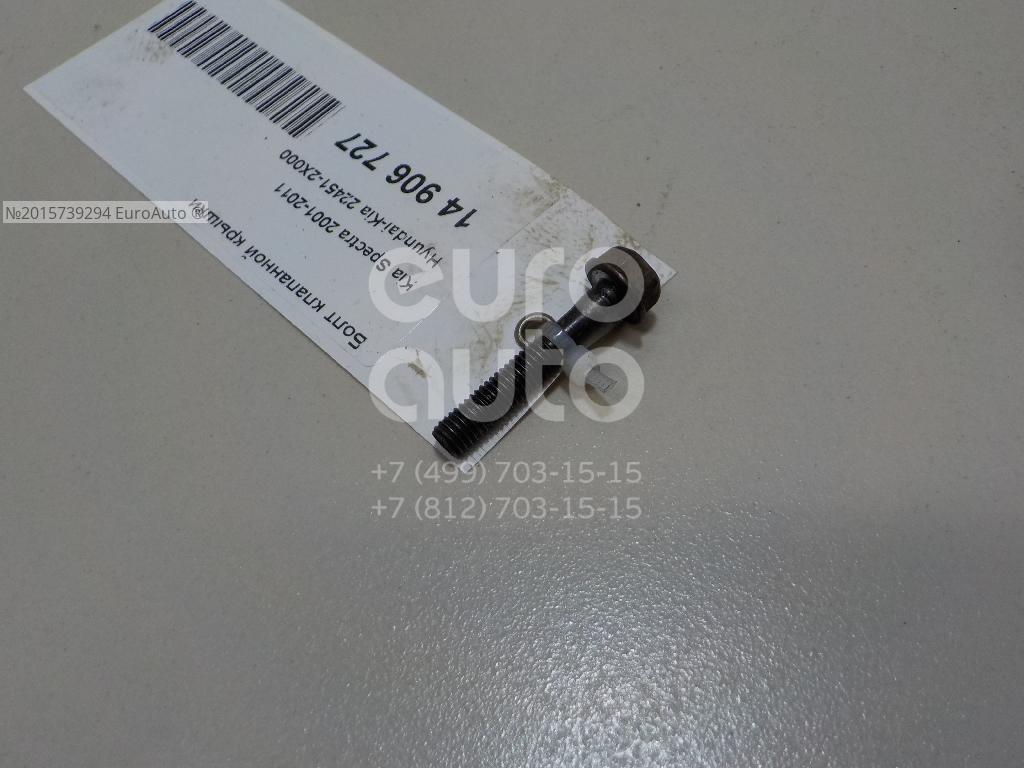 №2015739294 EuroAuto ®
14 906 727
Hyundai-Kia 22451-2X000
Kia Spectra 2001-2011
Болт клапанной крышки
euro
auto
+7 (499) 703-15-15
+7 (812) 703-15-15